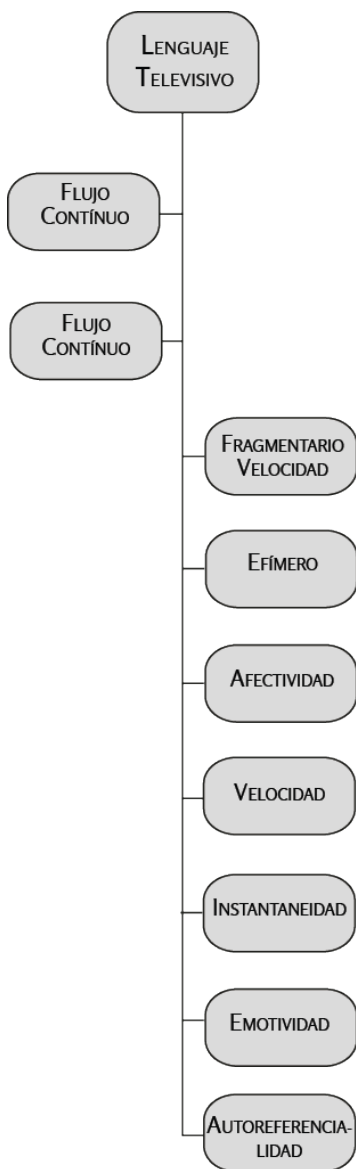 Lenguaje
Televisivo
Flujo
Contínuo
Flujo
Contínuo
Fragmentario
Velocidad
Efímero
Afectividad
Velocidad
Instantaneidad
Emotividad
Autoreferencia-
lidad